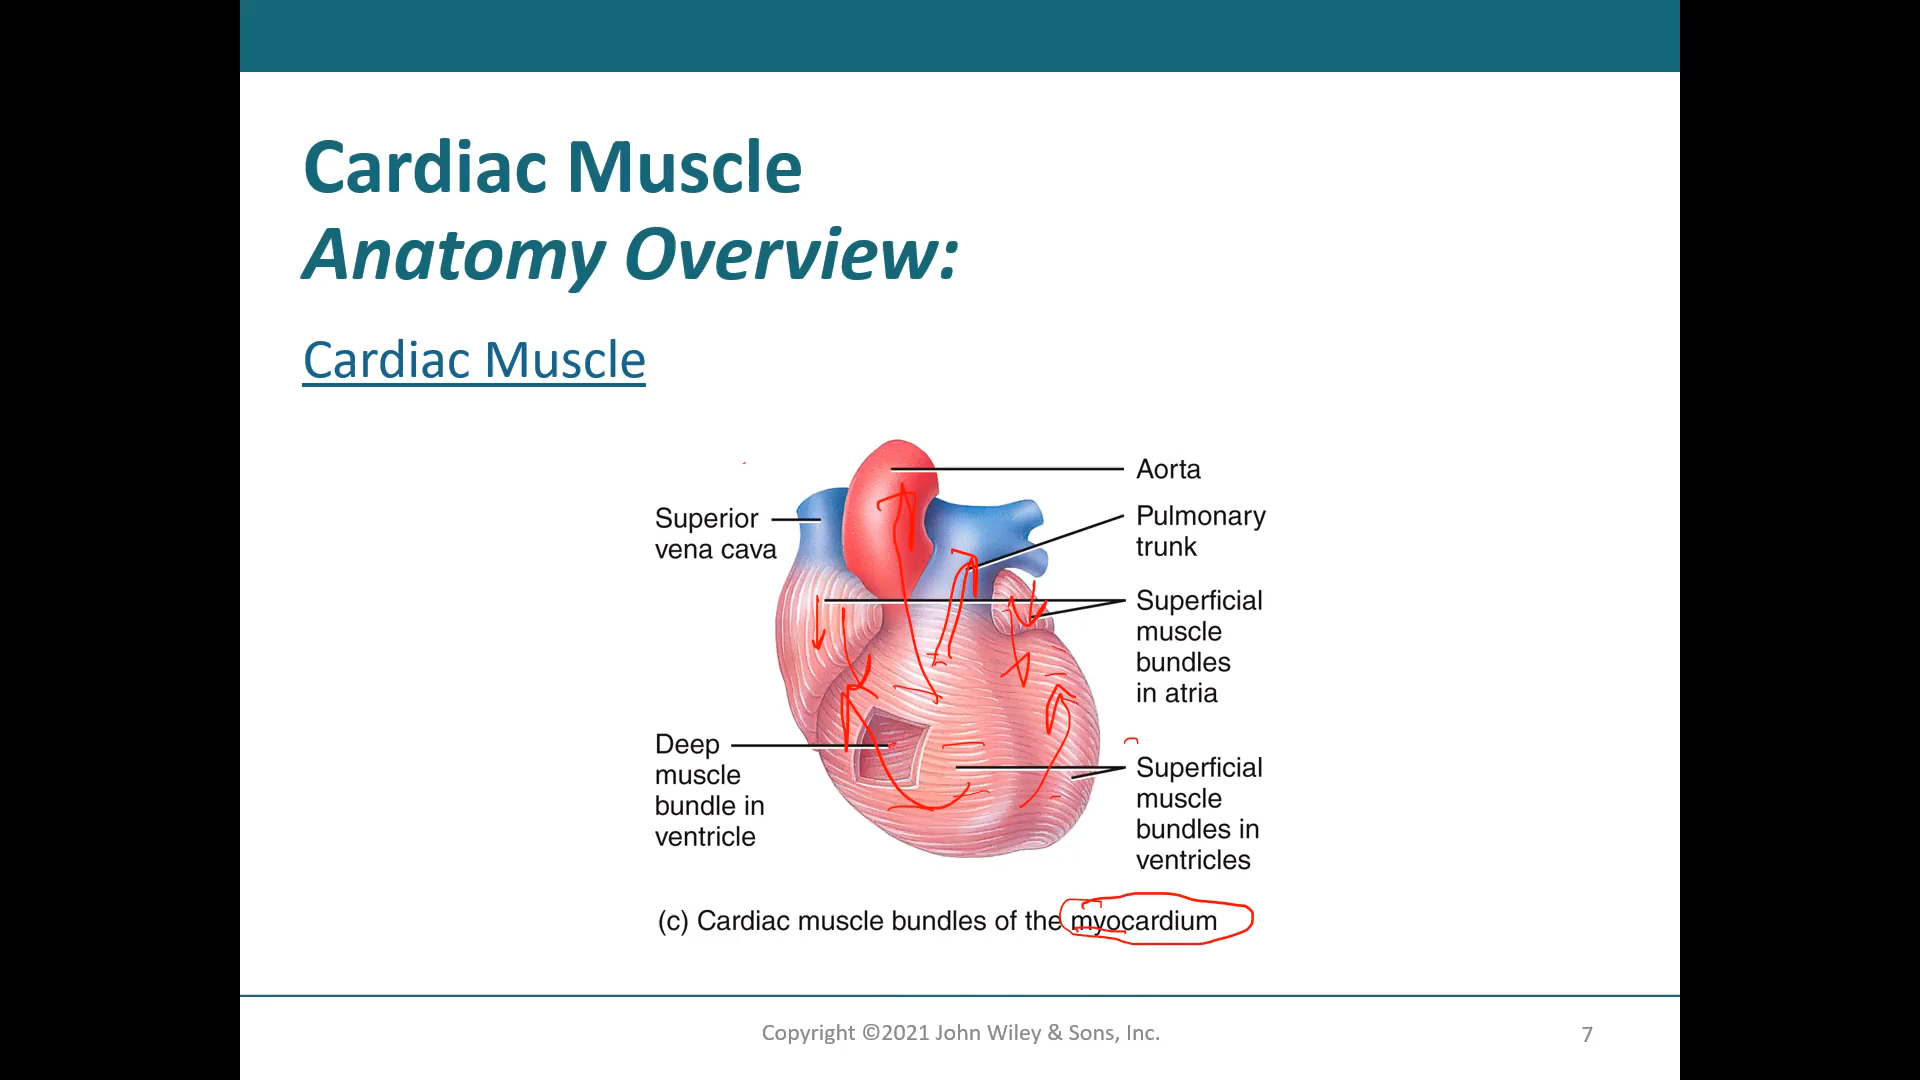 Cardiac Muscle
Anatomy Overview:
Cardiac Muscle
Aorta
Superior
vena cava
Pulmonary
trunk
Superficial
muscle
bundles
in atria
Deep
muscle
bundle in
ventricle
Superficial
muscle
bundles in
ventricles
(c) Cardiac muscle bundles of the myocardium
Copyright ©2021 John Wiley & Sons, Inc.
7